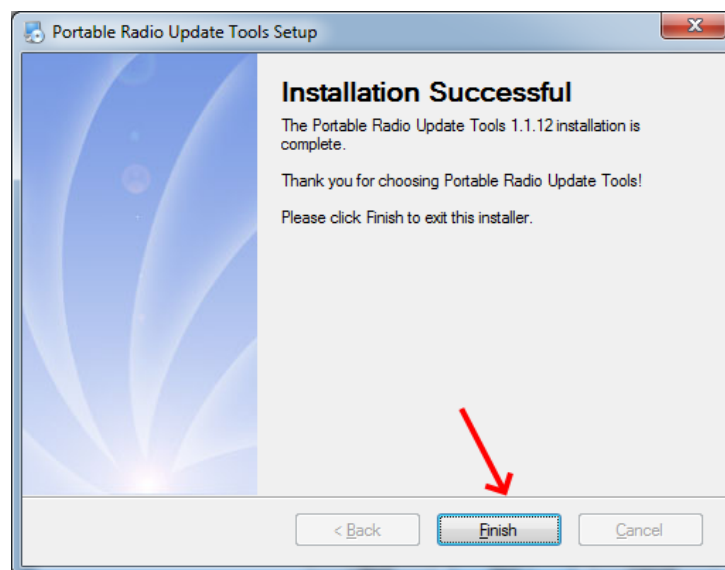 Portable Radio Update Tools Setup
Installation Successful
The Portable Radio Update Tools 1.1.12 installation is
complete.
Thank you for choosing Portable Radio Update Tools!
Please click Finish to exit this installer.
< Back Finish Cancel